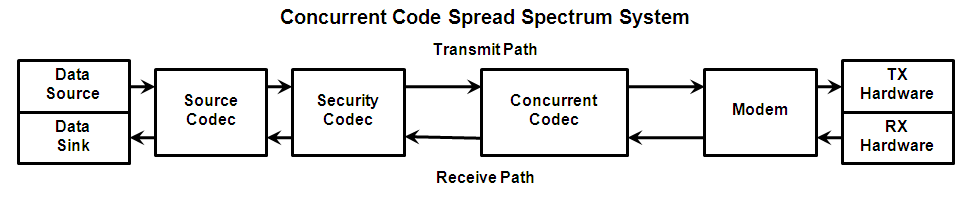 Concurrent Code Spread Spectrum System
Transmit Path
Data
Source
Data
Sink
Source
Codec
Security
Codec
Concurrent
Codec
Modem
TX
Hardware
RX
Hardware
Receive Path